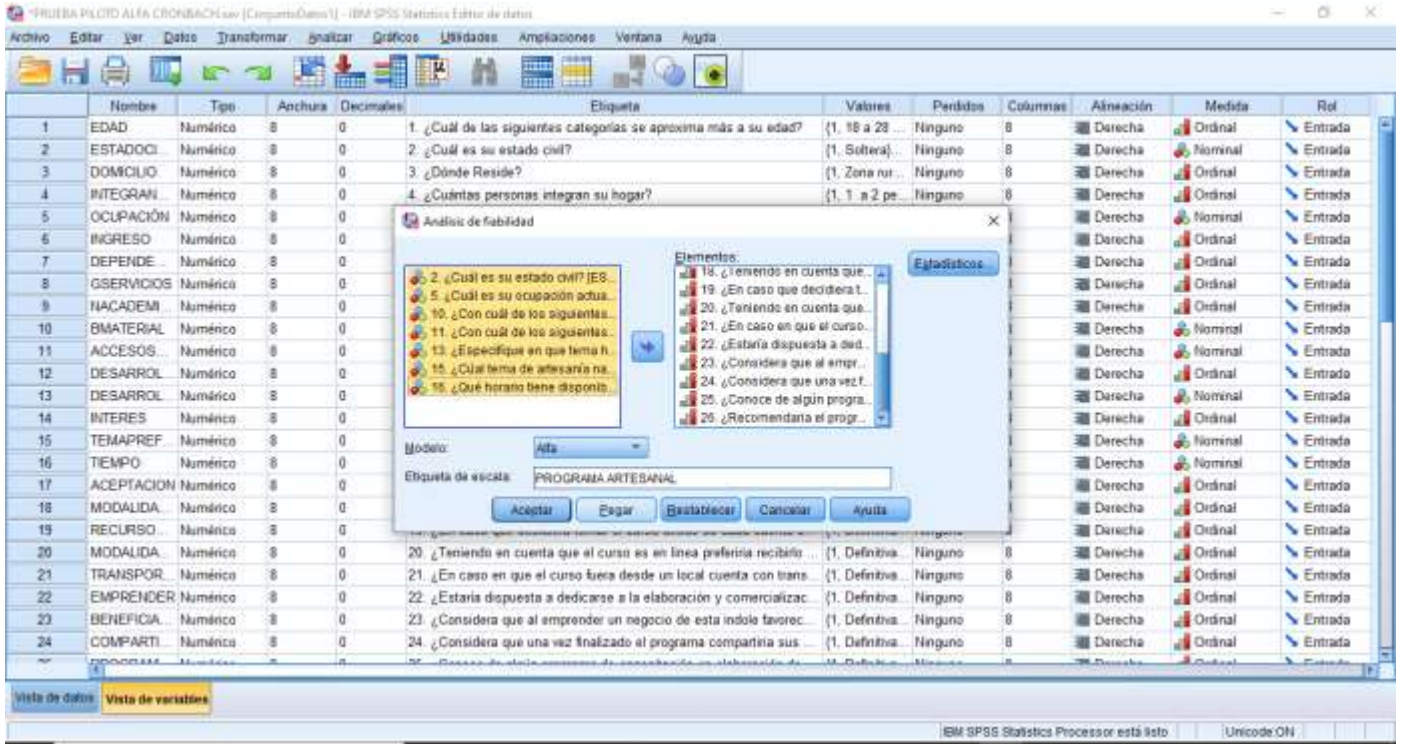 *PRUEBA PILOTO ALFA CRONBACH.sav [ConjuntoDatos1] - IBM SPSS Statistics Editor de datos
Archivo Editar Ver Datos Transformar Analizar Gráficos Utilidades Ampliaciones Ventana Ayuda
Nombre Tipo Anchura Decimales Etiqueta Valores Perdidos Columnas Alineación Medida Rol
1 EDAD Numérico 8 0 1. ¿Cuál de las siguientes categorías se aproxima más a su edad? {1, 18 a 28 ... Ninguno 8 Derecha Ordinal Entrada
2 ESTADOCI... Numérico 8 0 2. ¿Cuál es su estado civil? {1, Soltera}... Ninguno 8 Derecha Nominal Entrada
3 DOMICILIO Numérico 8 0 3. ¿Dónde Reside? {1, Zona rur... Ninguno 8 Derecha Ordinal Entrada
4 INTEGRAN... Numérico 8 0 4. ¿Cuántas personas integran su hogar? {1, 1 a 2 pe... Ninguno 8 Derecha Ordinal Entrada
5 OCUPACIÓN Numérico 8 0 Derecha Nominal Entrada
6 INGRESO Numérico 8 0 Derecha Ordinal Entrada
7 DEPENDE... Numérico 8 0 Derecha Ordinal Entrada
8 GSERVICIOS Numérico 8 0 Derecha Ordinal Entrada
9 NACADEMI... Numérico 8 0 Derecha Ordinal Entrada
10 BMATERIAL Numérico 8 0 Derecha Nominal Entrada
11 ACCESOS... Numérico 8 0 Derecha Nominal Entrada
12 DESARROL... Numérico 8 0 Derecha Ordinal Entrada
13 DESARROL... Numérico 8 0 Derecha Nominal Entrada
14 INTERES Numérico 8 0 Derecha Ordinal Entrada
15 TEMAPREF... Numérico 8 0 Derecha Nominal Entrada
16 TIEMPO Numérico 8 0 Derecha Nominal Entrada
17 ACEPTACION Numérico 8 0 Derecha Ordinal Entrada
18 MODALIDA... Numérico 8 0 Derecha Ordinal Entrada
19 RECURSO... Numérico 8 0 Derecha Ordinal Entrada
20 MODALIDA... Numérico 8 0 20. ¿Teniendo en cuenta que el curso es en linea preferiria recibirlo ... {1, Definitiva... Ninguno 8 Derecha Ordinal Entrada
21 TRANSPOR... Numérico 8 0 21. ¿En caso en que el curso fuera desde un local cuenta con trans... {1, Definitiva... Ninguno 8 Derecha Ordinal Entrada
22 EMPRENDER Numérico 8 0 22. ¿Estaría dispuesta a dedicarse a la elaboración y comercializac... {1, Definitiva... Ninguno 8 Derecha Ordinal Entrada
23 BENEFICIA... Numérico 8 0 23. ¿Considera que al emprender un negocio de esta índole favorec... {1, Definitiva... Ninguno 8 Derecha Ordinal Entrada
24 COMPARTI... Numérico 8 0 24. ¿Considera que una vez finalizado el programa compartiria sus ... {1, Definitiva... Ninguno 8 Derecha Ordinal Entrada
Análisis de fiabilidad
2. ¿Cuál es su estado civil? [ES...
5. ¿Cuál es su ocupación actua...
10. ¿Con cuál de los siguientes...
11. ¿Con cuál de los siguientes...
13. ¿Especifique en que tema h...
15. ¿Cúal tema de artesanía na...
16. ¿Qué horario tiene disponib...
Elementos:
18. ¿Teniendo en cuenta que...
19. ¿En caso que decidiera t...
20. ¿Teniendo en cuenta que...
21. ¿En caso en que el curso...
22. ¿Estaría dispuesta a ded...
23. ¿Considera que al empr...
24. ¿Considera que una vez f...
25. ¿Conoce de algún progra...
26. ¿Recomendaria el progr...
Estadísticos...
Modelo: Alfa
Etiqueta de escala: PROGRAMA ARTESANAL
Aceptar Pegar Restablecer Cancelar Ayuda
Vista de datos Vista de variables
IBM SPSS Statistics Processor está listo Unicode:ON